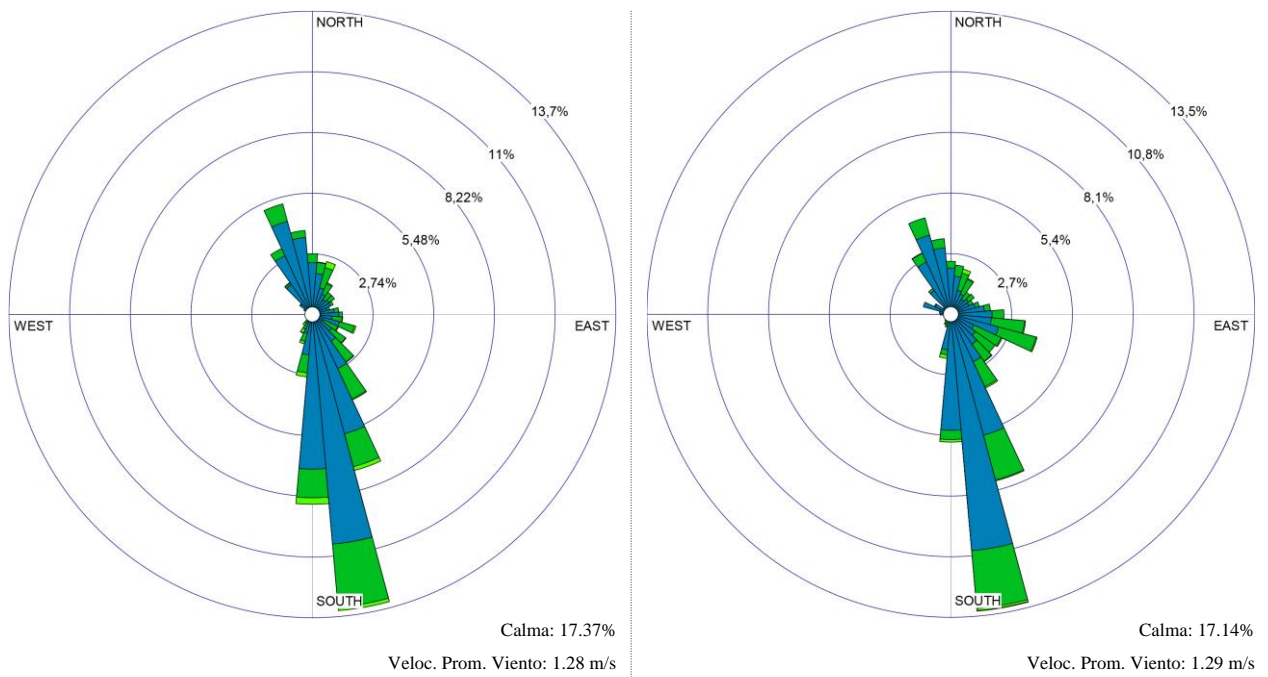 NORTH
13,7%
11%
8,22%
5,48%
2,74%
WEST
EAST
SOUTH
Calma: 17.37%
Veloc. Prom. Viento: 1.28 m/s
NORTH
13,5%
10,8%
8,1%
5,4%
2,7%
WEST
EAST
SOUTH
Calma: 17.14%
Veloc. Prom. Viento: 1.29 m/s